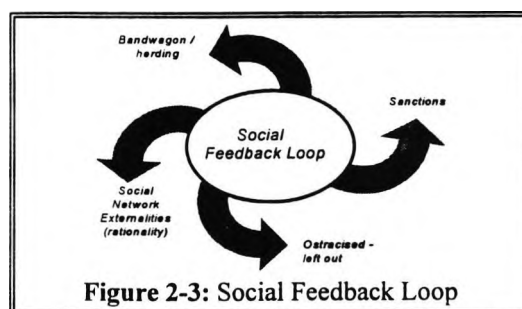 Bandwagon /
herding
Sanctions
Social
Feedback Loop
Social
Network
Externalities
(rationality)
Ostracised -
left out
Figure 2-3: Social Feedback Loop